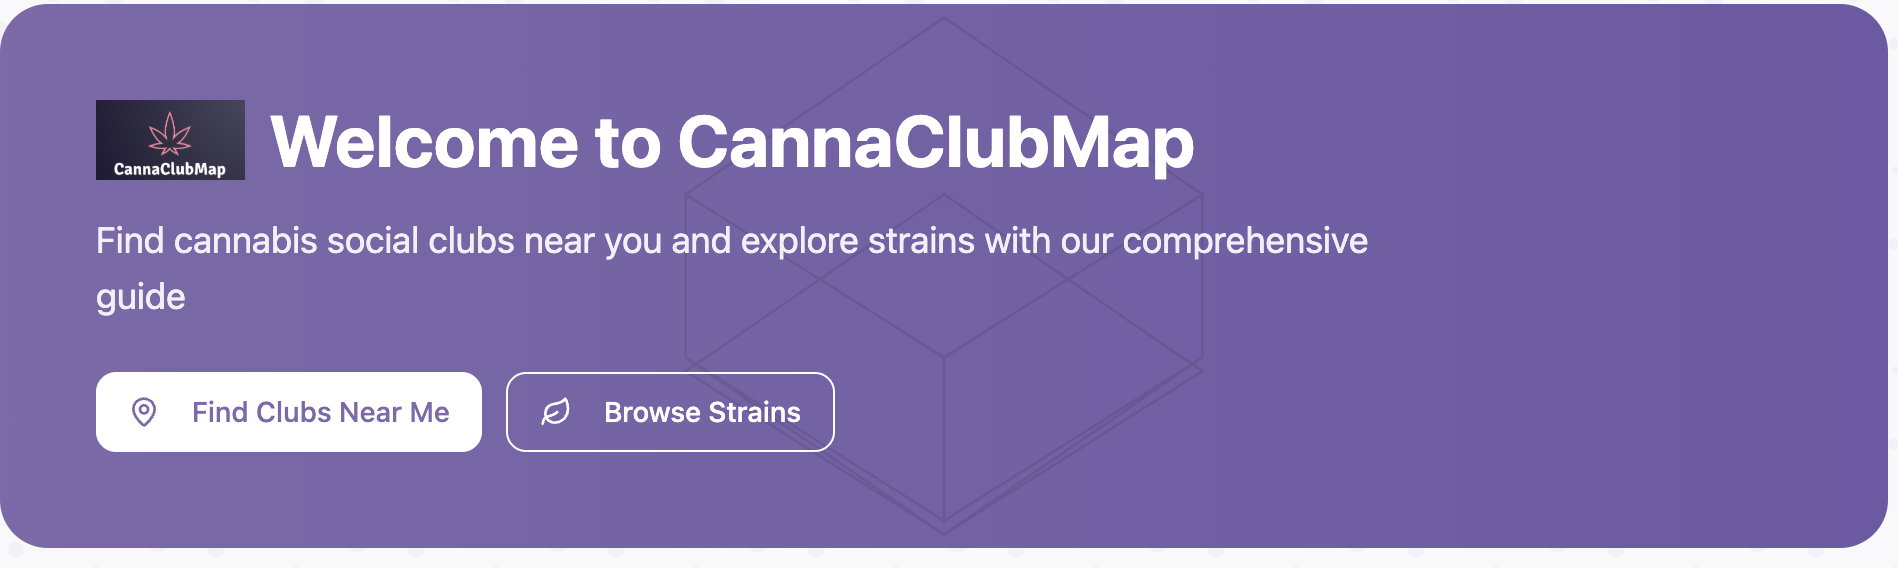 CannaClubMap
Welcome to CannaClubMap
Find cannabis social clubs near you and explore strains with our comprehensive
guide
Find Clubs Near Me
Browse Strains